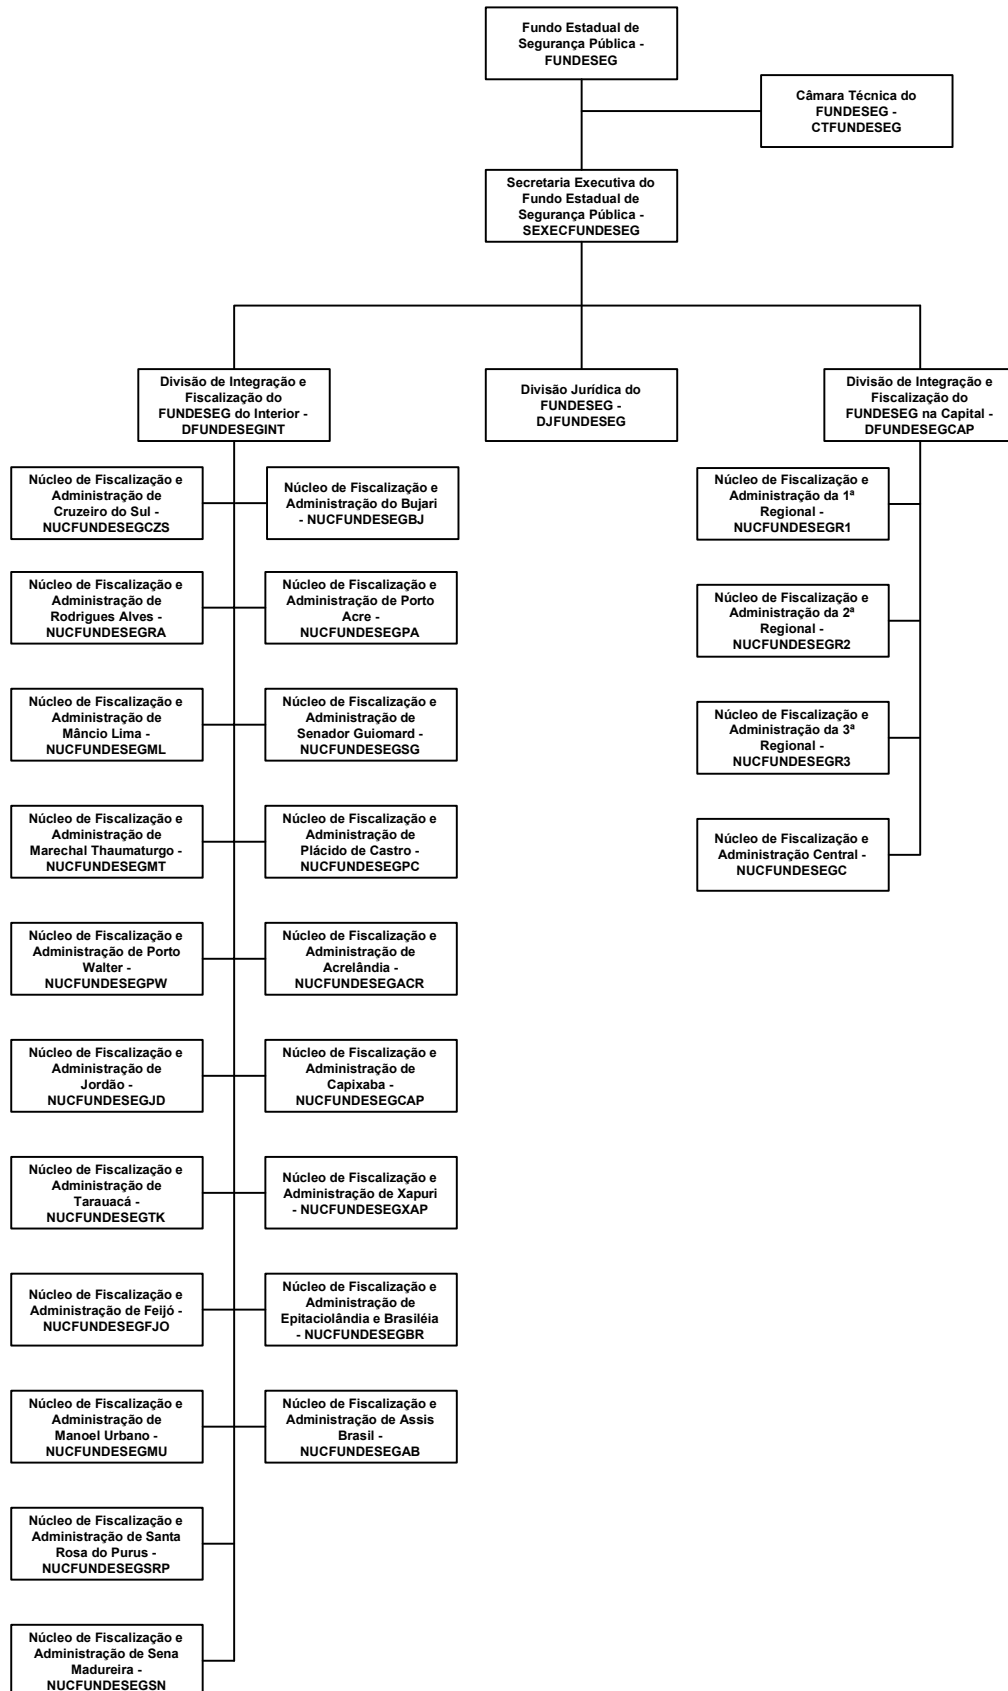 Fundo Estadual de
Segurança Pública -
FUNDESEG
Câmara Técnica do
FUNDESEG -
CTFUNDESEG
Secretaria Executiva do
Fundo Estadual de
Segurança Pública -
SEXECFUNDESEG
Divisão de Integração e
Fiscalização do
FUNDESEG do Interior -
DFUNDESEGINT
Divisão Jurídica do
FUNDESEG -
DJFUNDESEG
Divisão de Integração e
Fiscalização do
FUNDESEG na Capital -
DFUNDESEGCAP
Núcleo de Fiscalização e
Administração de
Cruzeiro do Sul -
NUCFUNDESEGCZS
Núcleo de Fiscalização e
Administração do Bujari
- NUCFUNDESEGBJ
Núcleo de Fiscalização e
Administração da 1ª
Regional -
NUCFUNDESEGR1
Núcleo de Fiscalização e
Administração de
Rodrigues Alves -
NUCFUNDESEGRA
Núcleo de Fiscalização e
Administração de Porto
Acre -
NUCFUNDESEGPA
Núcleo de Fiscalização e
Administração da 2ª
Regional -
NUCFUNDESEGR2
Núcleo de Fiscalização e
Administração de
Mâncio Lima -
NUCFUNDESEGML
Núcleo de Fiscalização e
Administração de
Senador Guiomard -
NUCFUNDESEGSG
Núcleo de Fiscalização e
Administração da 3ª
Regional -
NUCFUNDESEGR3
Núcleo de Fiscalização e
Administração de
Marechal Thaumaturgo -
NUCFUNDESEGMT
Núcleo de Fiscalização e
Administração de
Plácido de Castro -
NUCFUNDESEGPC
Núcleo de Fiscalização e
Administração Central -
NUCFUNDESEGC
Núcleo de Fiscalização e
Administração de Porto
Walter -
NUCFUNDESEGPW
Núcleo de Fiscalização e
Administração de
Acrelândia -
NUCFUNDESEGACR
Núcleo de Fiscalização e
Administração de
Jordão -
NUCFUNDESEGJD
Núcleo de Fiscalização e
Administração de
Capixaba -
NUCFUNDESEGCAP
Núcleo de Fiscalização e
Administração de
Tarauacá -
NUCFUNDESEGTK
Núcleo de Fiscalização e
Administração de Xapuri
- NUCFUNDESEGXAP
Núcleo de Fiscalização e
Administração de Feijó -
NUCFUNDESEGFJO
Núcleo de Fiscalização e
Administração de
Epitaciolândia e Brasiléia
- NUCFUNDESEGBR
Núcleo de Fiscalização e
Administração de
Manoel Urbano -
NUCFUNDESEGMU
Núcleo de Fiscalização e
Administração de Assis
Brasil -
NUCFUNDESEGAB
Núcleo de Fiscalização e
Administração de Santa
Rosa do Purus -
NUCFUNDESEGSRP
Núcleo de Fiscalização e
Administração de Sena
Madureira -
NUCFUNDESEGSN